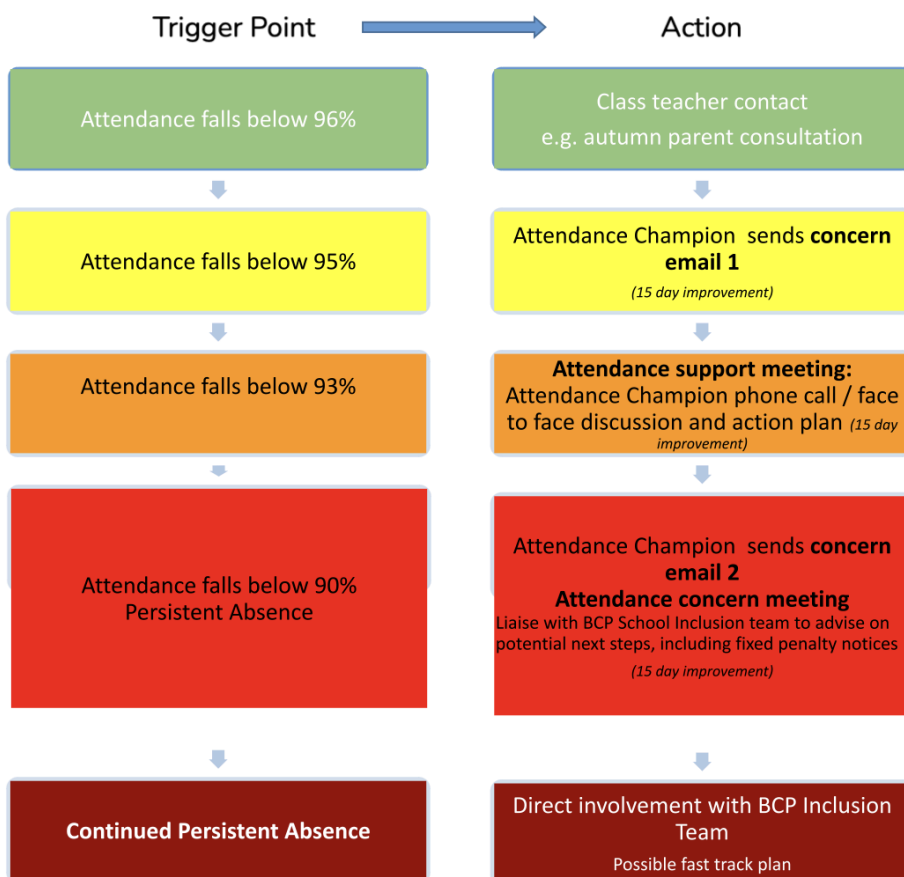 Trigger Point
Action
Attendance falls below 96%
Class teacher contact
e.g. autumn parent consultation
Attendance falls below 95%
Attendance Champion  sends concern
email 1
(15 day improvement)
Attendance falls below 93%
Attendance support meeting:
Attendance Champion phone call / face
to face discussion and action plan (15 day
improvement)
Attendance falls below 90%
Persistent Absence
Attendance Champion  sends concern
email 2
Attendance concern meeting
Liaise with BCP School Inclusion team to advise on
potential next steps, including fixed penalty notices
(15 day improvement)
Continued Persistent Absence
Direct involvement with BCP Inclusion
Team
Possible fast track plan